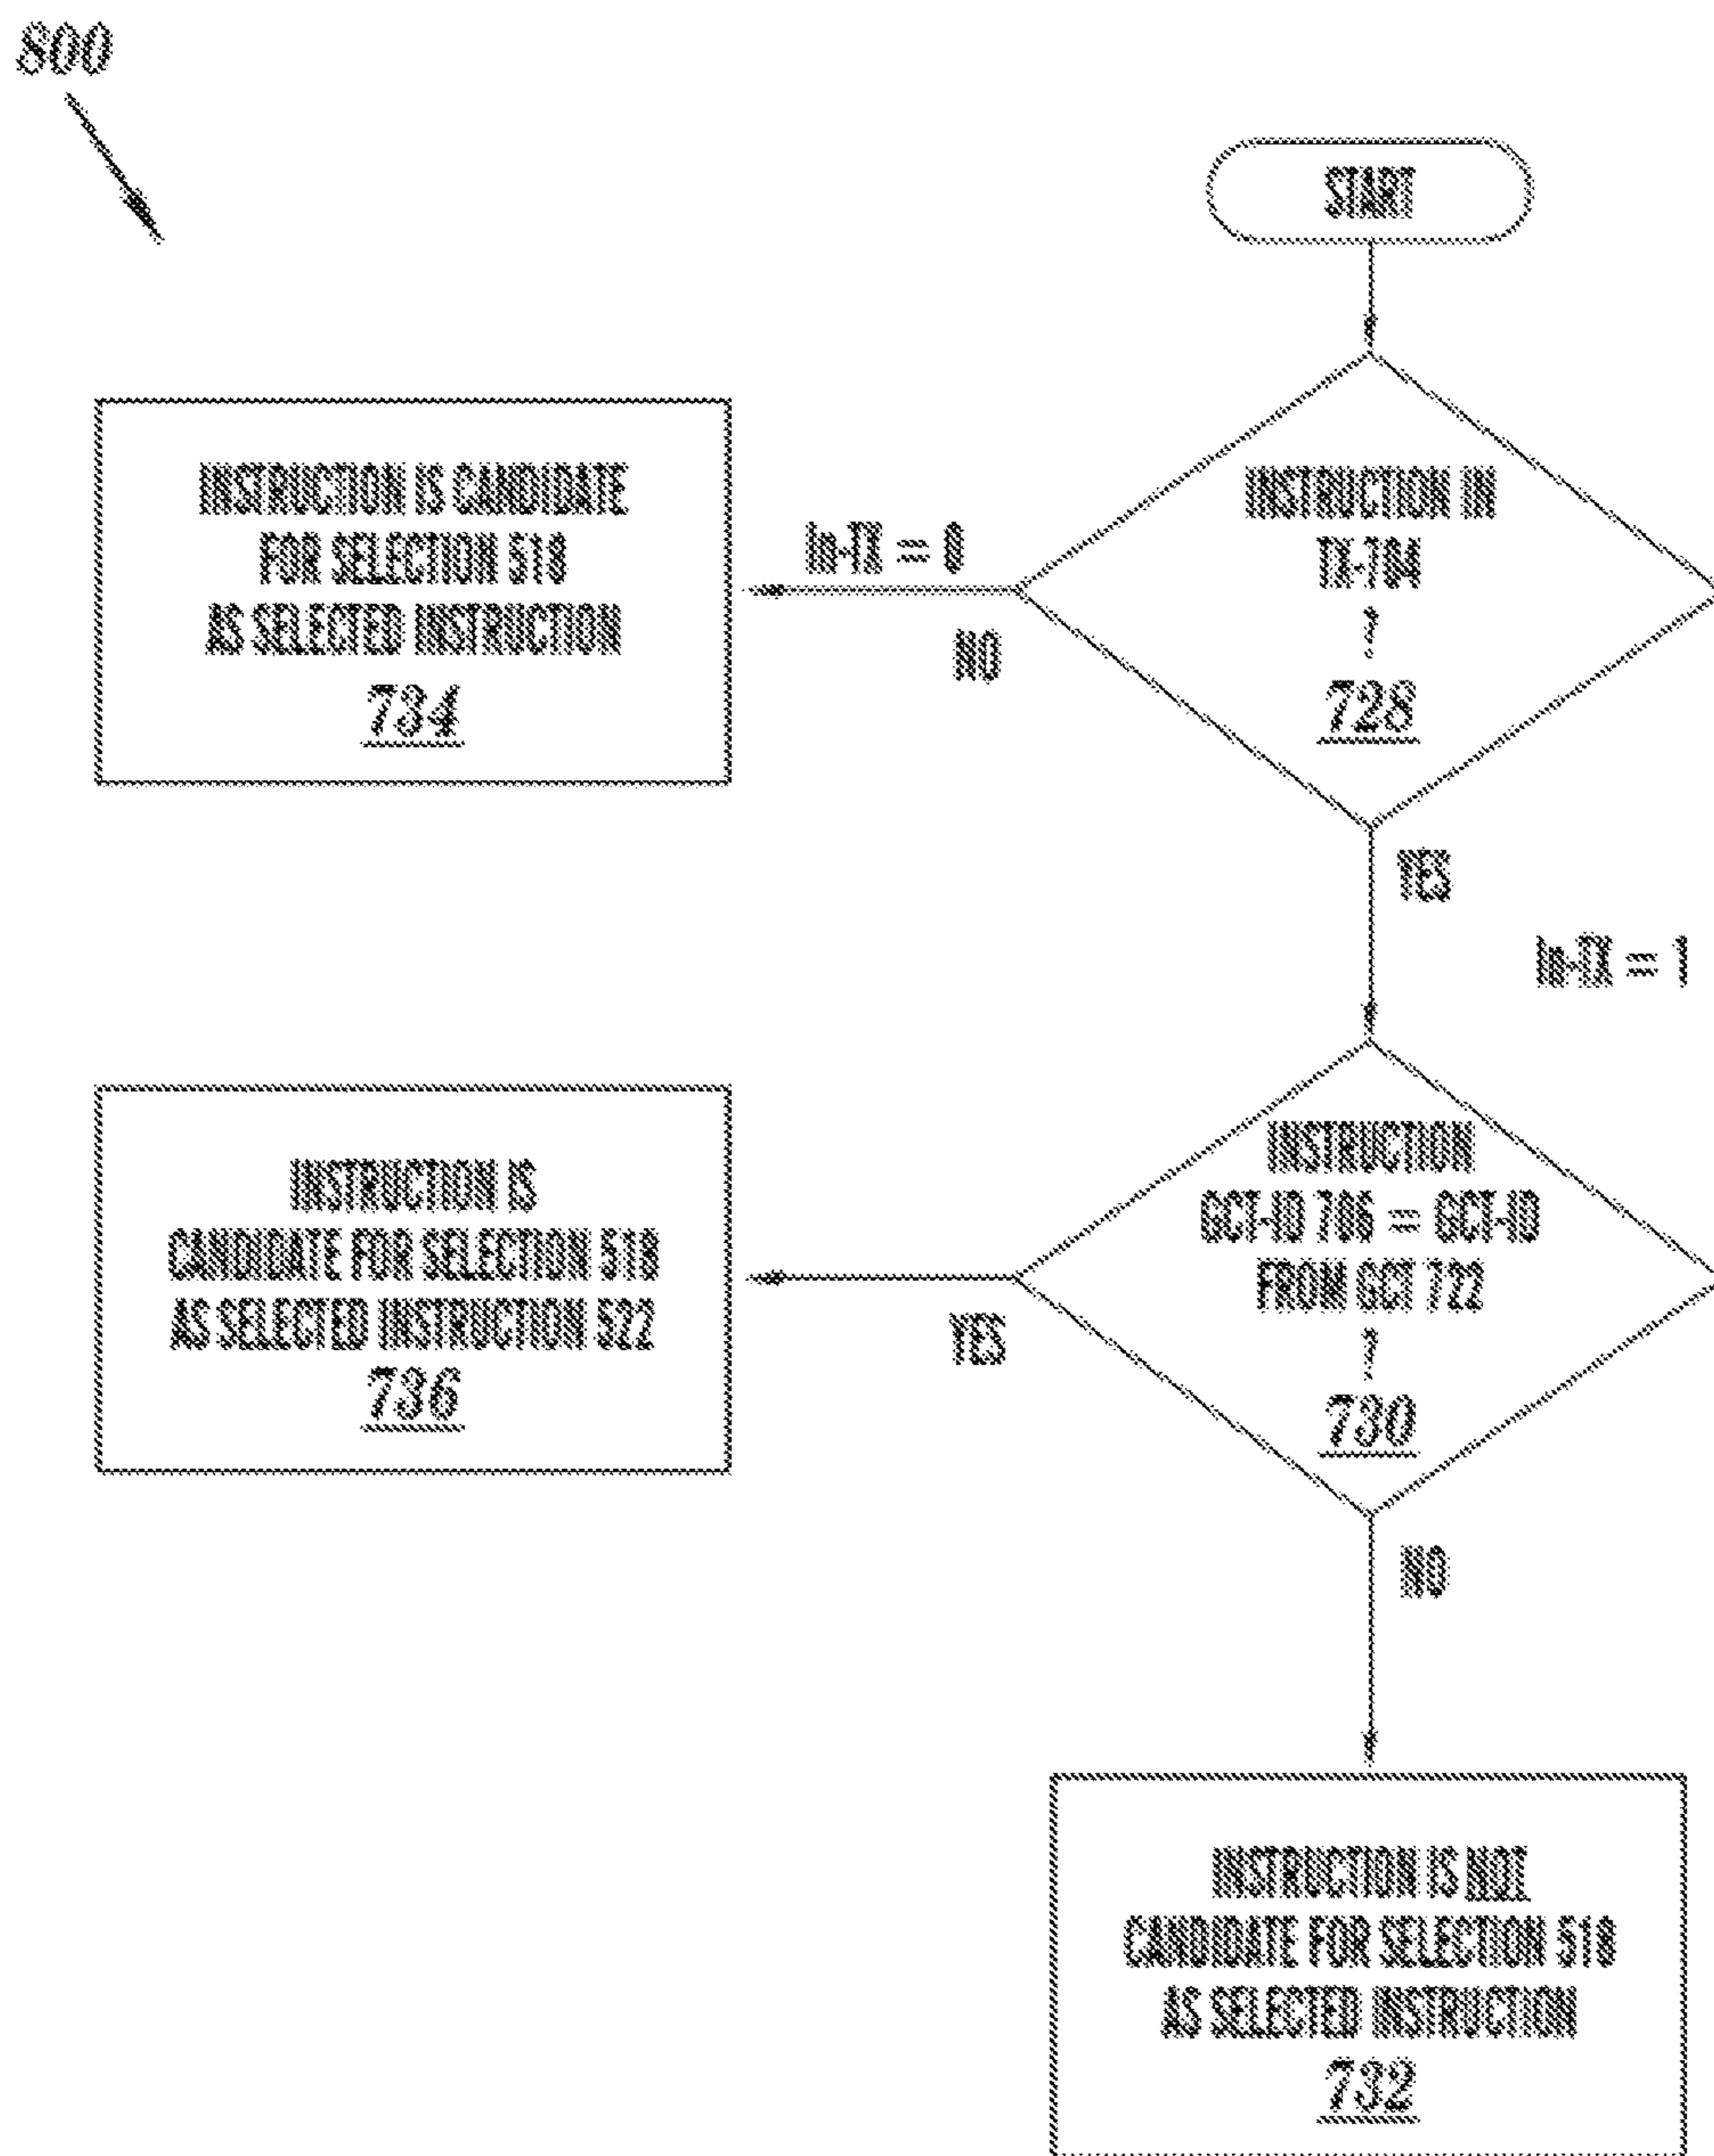 800
START
INSTRUCTION IN
TX-704
?
728
In-TX = 0
NO
INSTRUCTION IS CANDIDATE
FOR SELECTION 518
AS SELECTED INSTRUCTION
734
YES
In-TX = 1
INSTRUCTION
GCT-ID 706 = GCT-ID
FROM GCT 722
?
730
YES
INSTRUCTION IS
CANDIDATE FOR SELECTION 518
AS SELECTED INSTRUCTION 522
736
NO
INSTRUCTION IS NOT
CANDIDATE FOR SELECTION 518
AS SELECTED INSTRUCTION
732